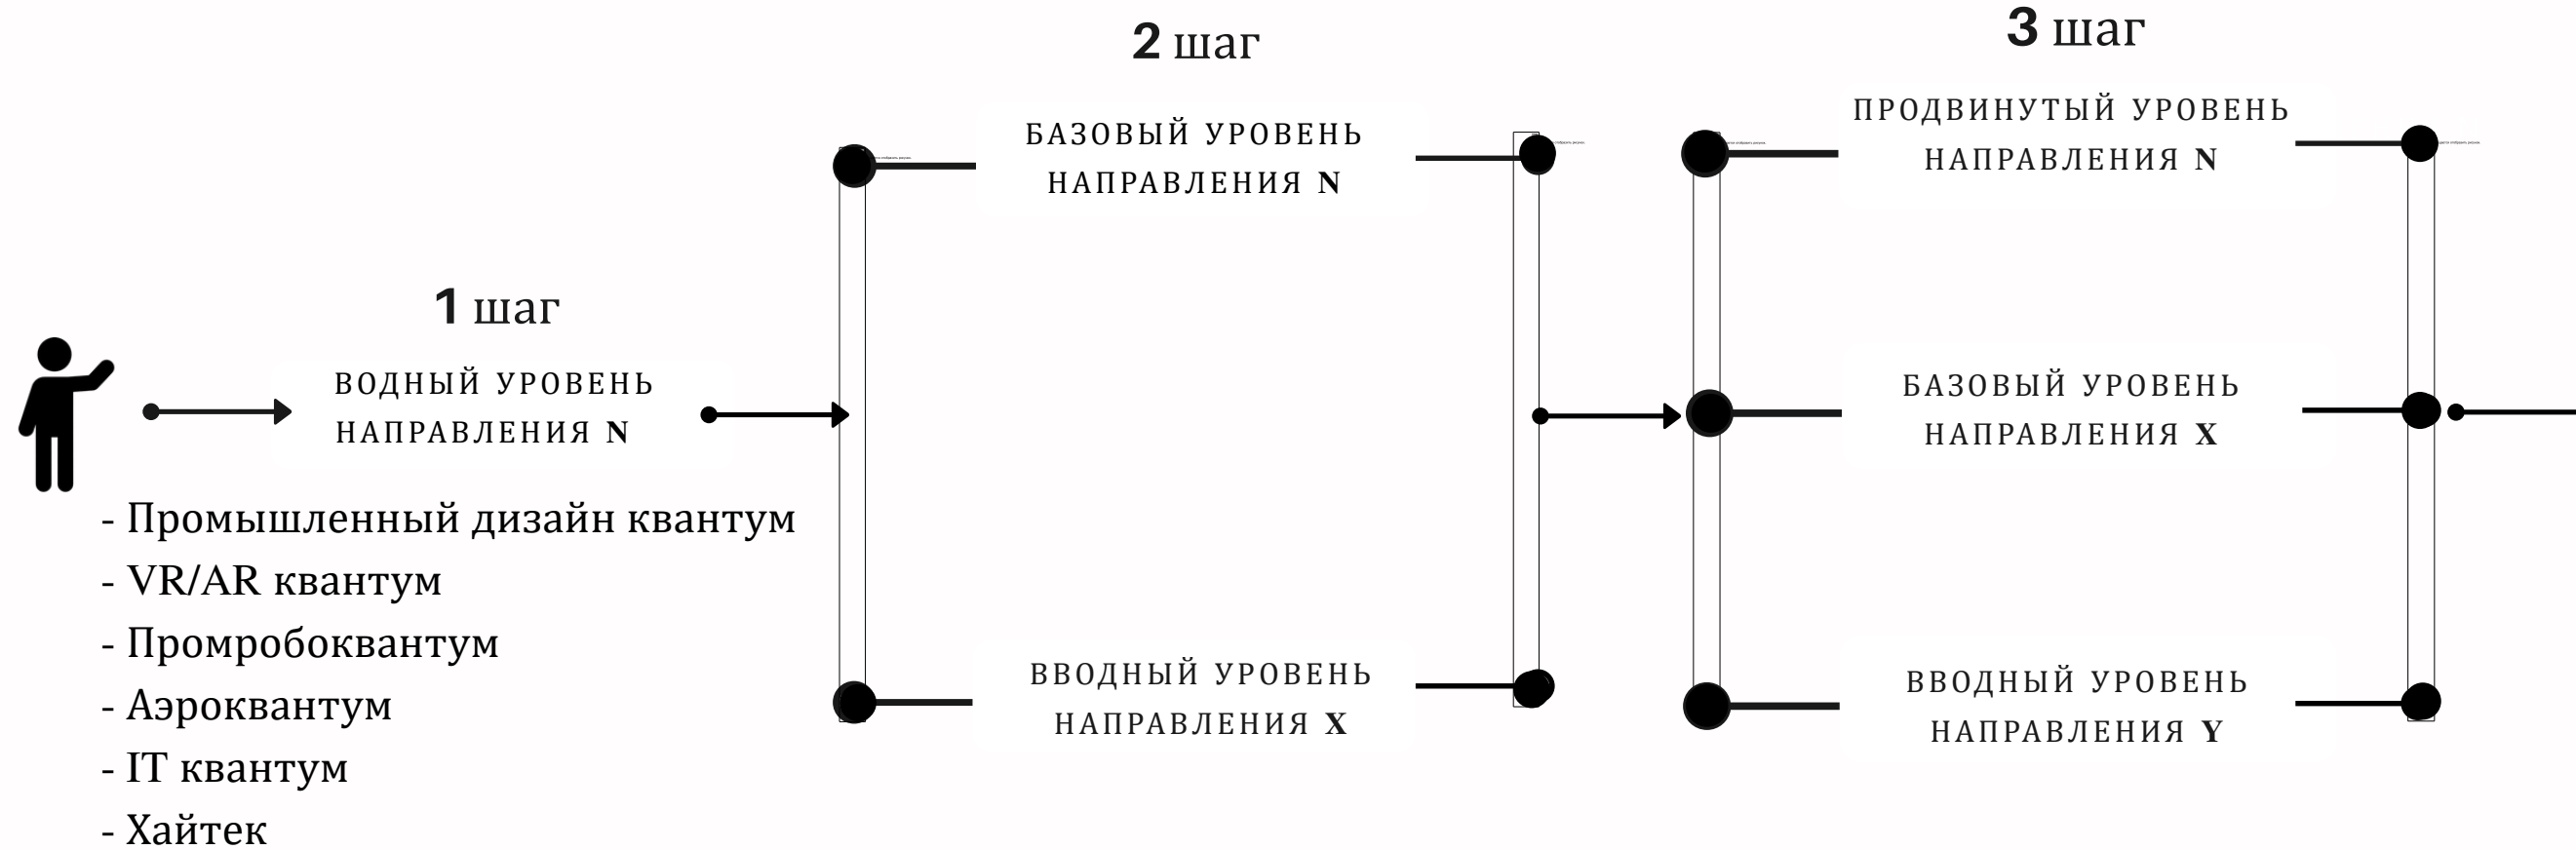 1 шаг
ВОДНЫЙ УРОВЕНЬ
НАПРАВЛЕНИЯ N
- Промышленный дизайн квантум
- VR/AR квантум
- Промробоквантум
- Аэроквантум
- IT квантум
- Хайтек
2 шаг
БАЗОВЫЙ УРОВЕНЬ
НАПРАВЛЕНИЯ N
ВВОДНЫЙ УРОВЕНЬ
НАПРАВЛЕНИЯ X
3 шаг
ПРОДВИНУТЫЙ УРОВЕНЬ
НАПРАВЛЕНИЯ N
БАЗОВЫЙ УРОВЕНЬ
НАПРАВЛЕНИЯ X
ВВОДНЫЙ УРОВЕНЬ
НАПРАВЛЕНИЯ Y